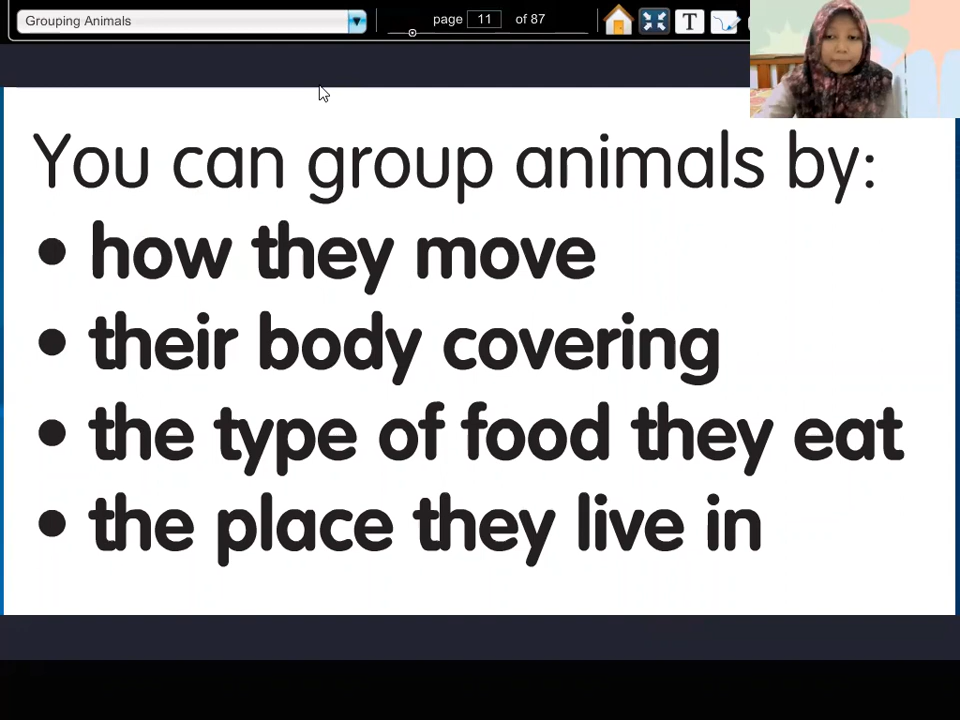 Grouping Animals
page 11 of 87
T
You can group animals by:
• how they move
• their body covering
• the type of food they eat
• the place they live in